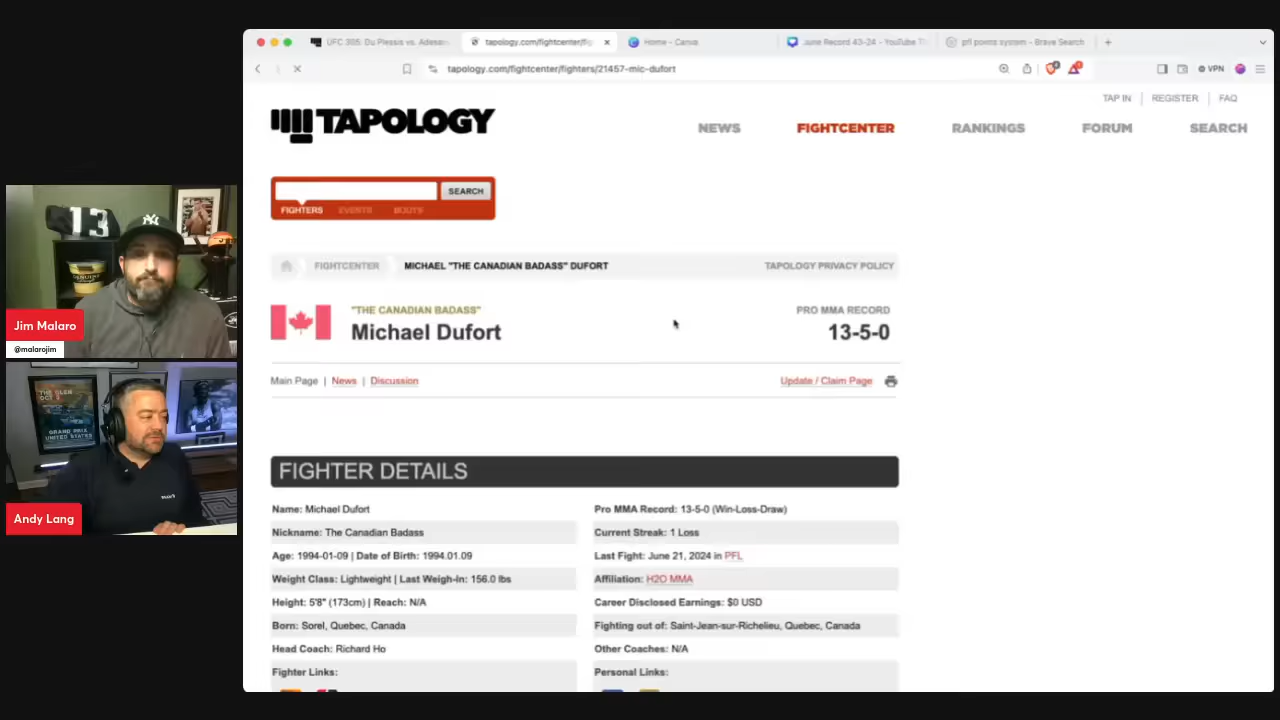 UFC 305: Du Plessis vs. Adesan
tapology.com/fightcenter/fig
Home - Canva
June Record 43-24 - YouTube T
pfl points system - Brave Search
tapology.com/fightcenter/fighters/21457-mic-dufort
VPN
TAP IN | REGISTER | FAQ
TAPOLOGY
NEWS
FIGHTCENTER
RANKINGS
FORUM
SEARCH
SEARCH
FIGHTERS EVENTS BOUTS
FIGHTCENTER
MICHAEL "THE CANADIAN BADASS" DUFORT
TAPOLOGY PRIVACY POLICY
"THE CANADIAN BADASS"
Michael Dufort
PRO MMA RECORD
13-5-0
Main Page | News | Discussion
Update / Claim Page
FIGHTER DETAILS
Name: Michael Dufort
Pro MMA Record: 13-5-0 (Win-Loss-Draw)
Nickname: The Canadian Badass
Current Streak: 1 Loss
Age: 1994-01-09 | Date of Birth: 1994.01.09
Last Fight: June 21, 2024 in PFL
Weight Class: Lightweight | Last Weigh-In: 156.0 lbs
Affiliation: H2O MMA
Height: 5'8" (173cm) | Reach: N/A
Career Disclosed Earnings: $0 USD
Born: Sorel, Quebec, Canada
Fighting out of: Saint-Jean-sur-Richelieu, Quebec, Canada
Head Coach: Richard Ho
Other Coaches: N/A
Fighter Links:
Personal Links:
13
Jim Malaro
@malarojim
THE GLEN
GRAND PRIX
UNITED STATES
Andy Lang